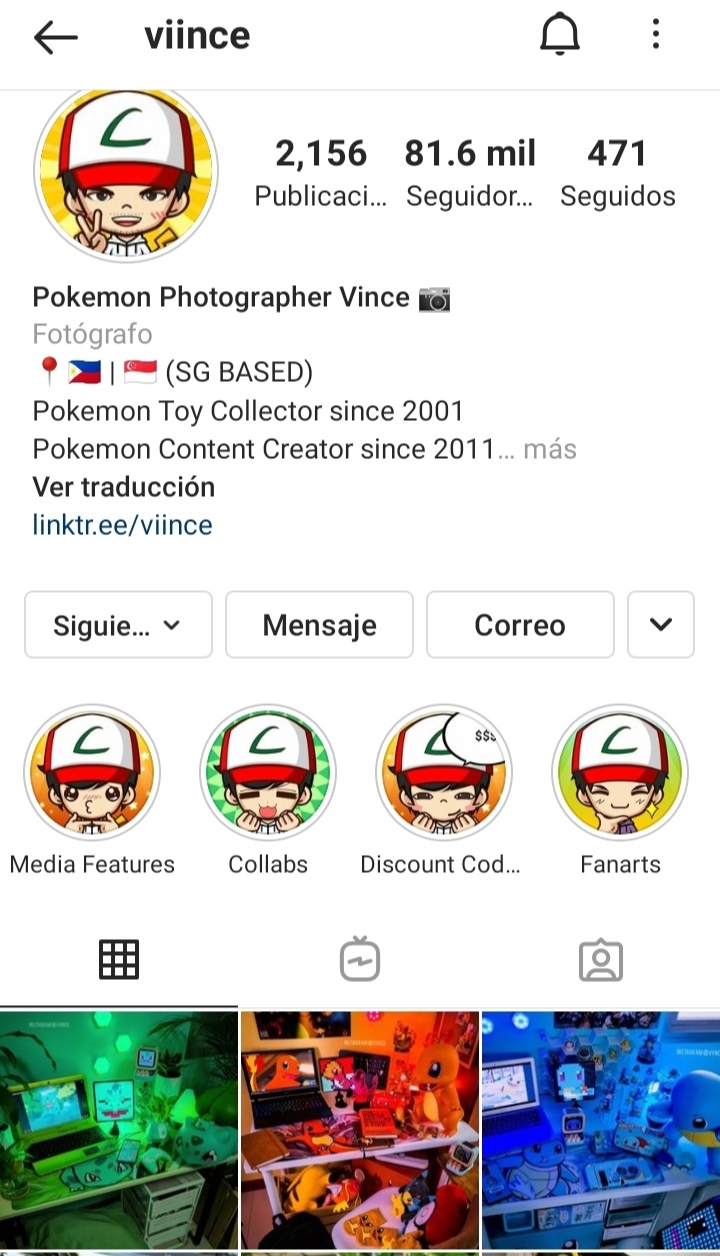 viince
2,156 81.6 mil 471
Publicaci... Seguidor... Seguidos
Pokemon Photographer Vince
Fotógrafo
| (SG BASED)
Pokemon Toy Collector since 2001
Pokemon Content Creator since 2011... más
Ver traducción
linktr.ee/viince
Siguie... Mensaje Correo
$$$
Media Features Collabs Discount Cod... Fanarts